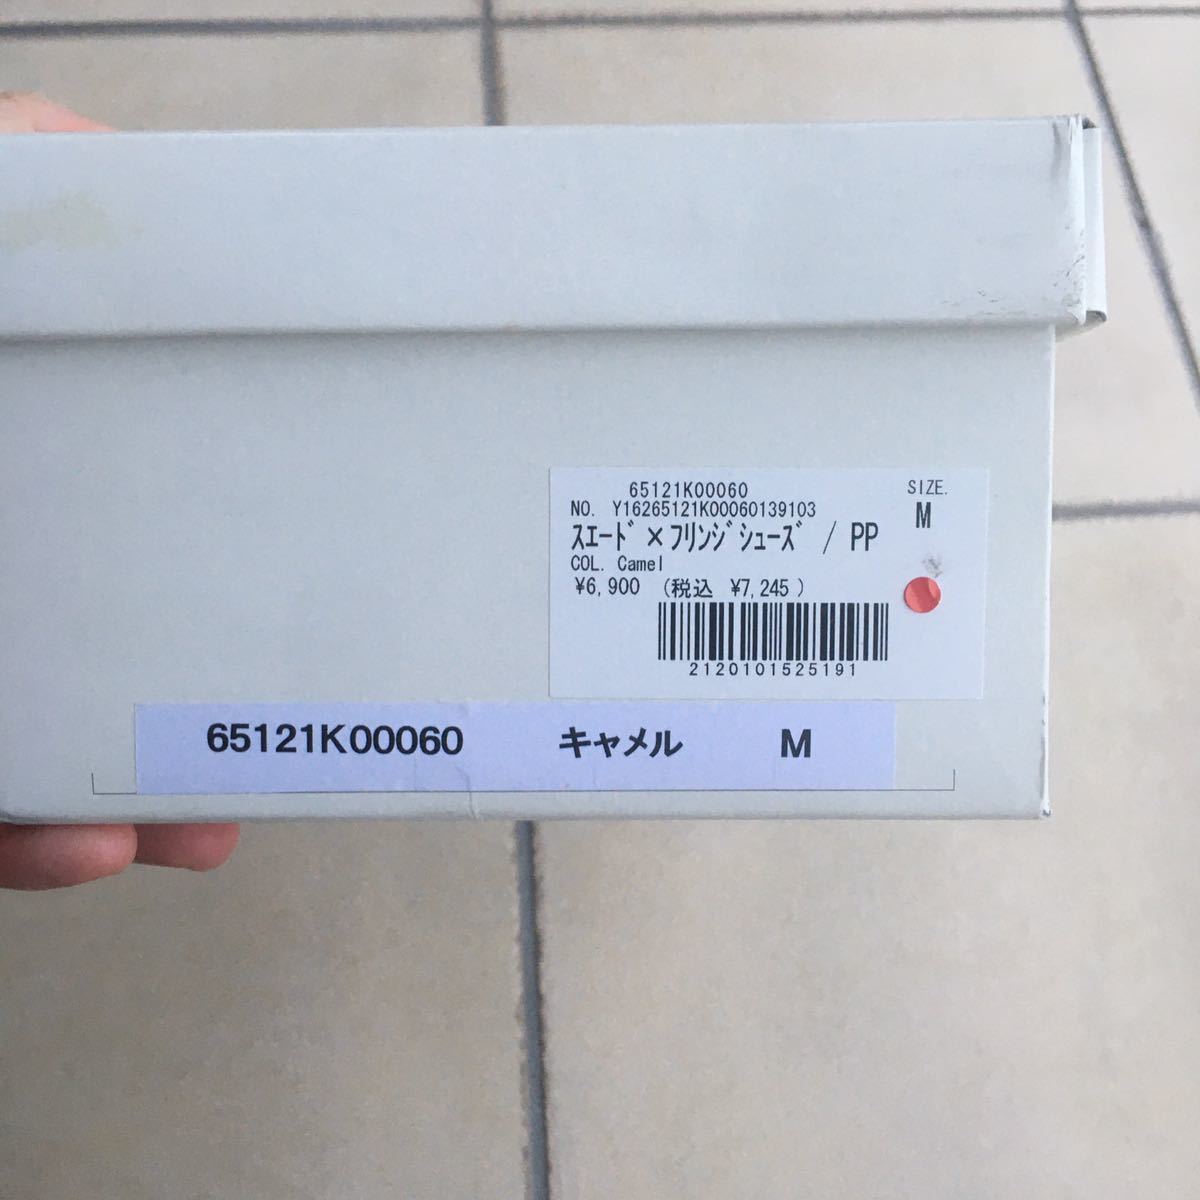 65121K00060
SIZE.
NO. Y16265121K00060139103
M
スエード×フリンジシューズ / PP
COL. Camel
¥6,900 (税込 ¥7,245 )
2120101525191
65121K00060 キャメル M